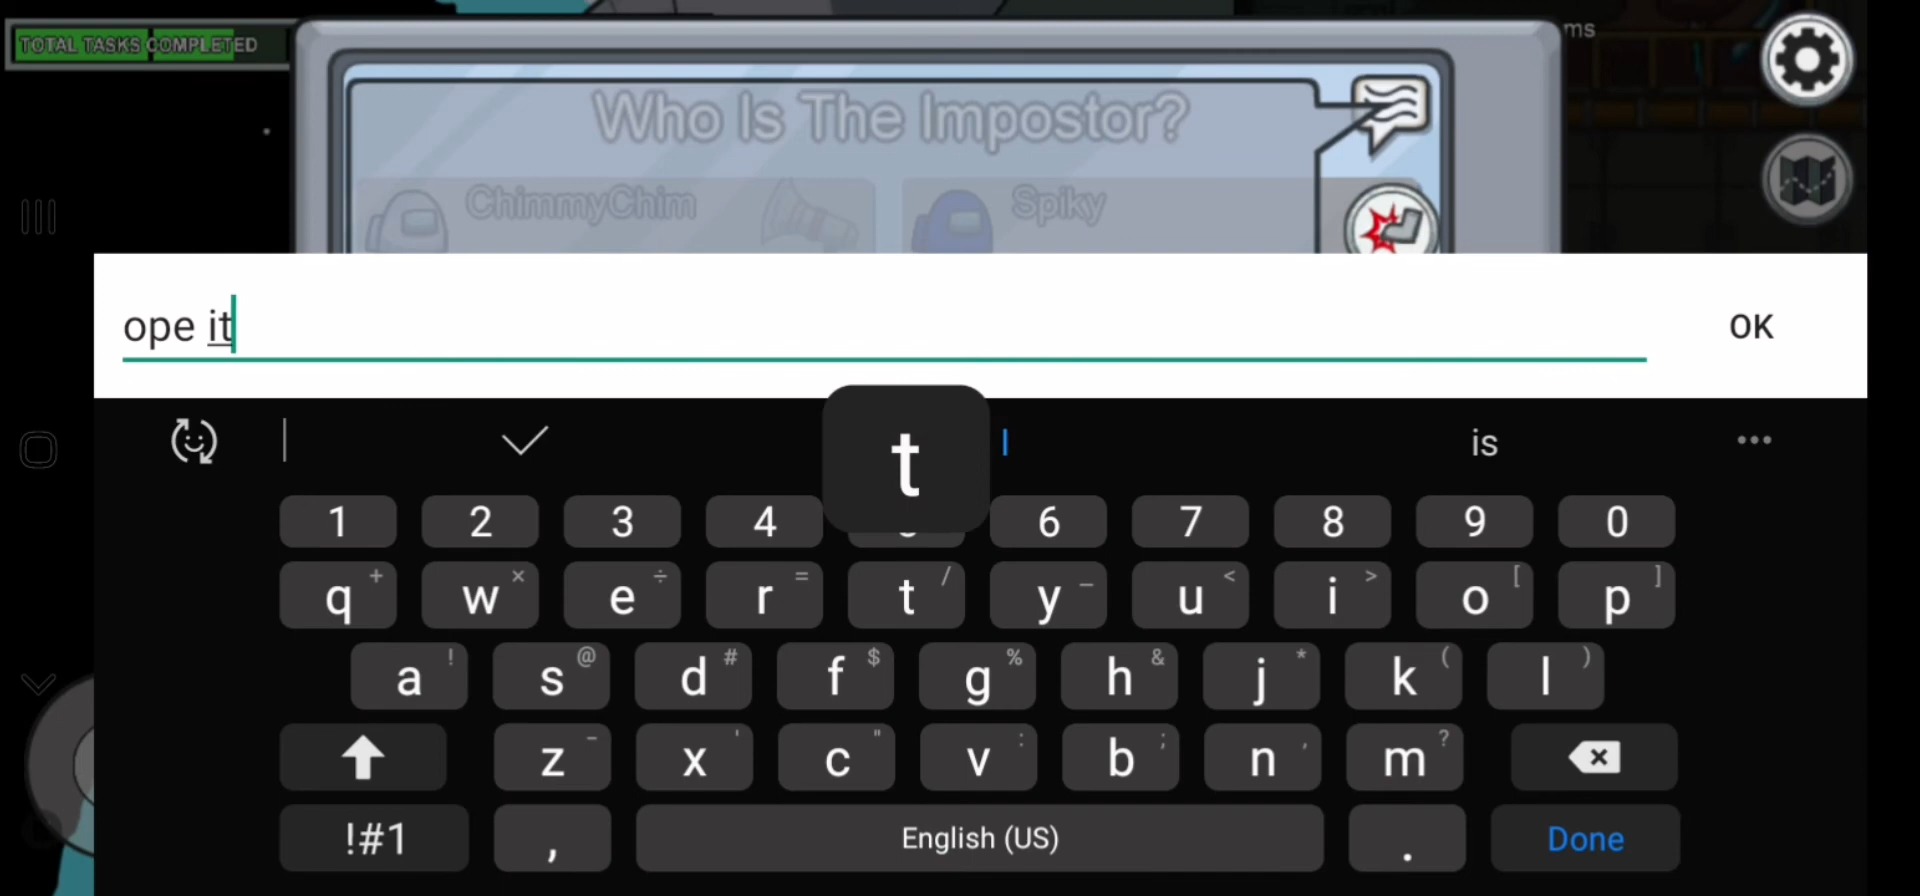 TOTAL TASKS COMPLETED
ms
Who Is The Impostor?
ChimmyChim
Spiky
ope it
OK
t
I
is
1 2 3 4 6 7 8 9 0
q + w × e ÷ r = t / y _ u < i > o [ p ]
a ! s @ d # f $ g % h & j * k ( l )
z - x ' c " v : b ; n , m ?
!#1 , English (US) . Done